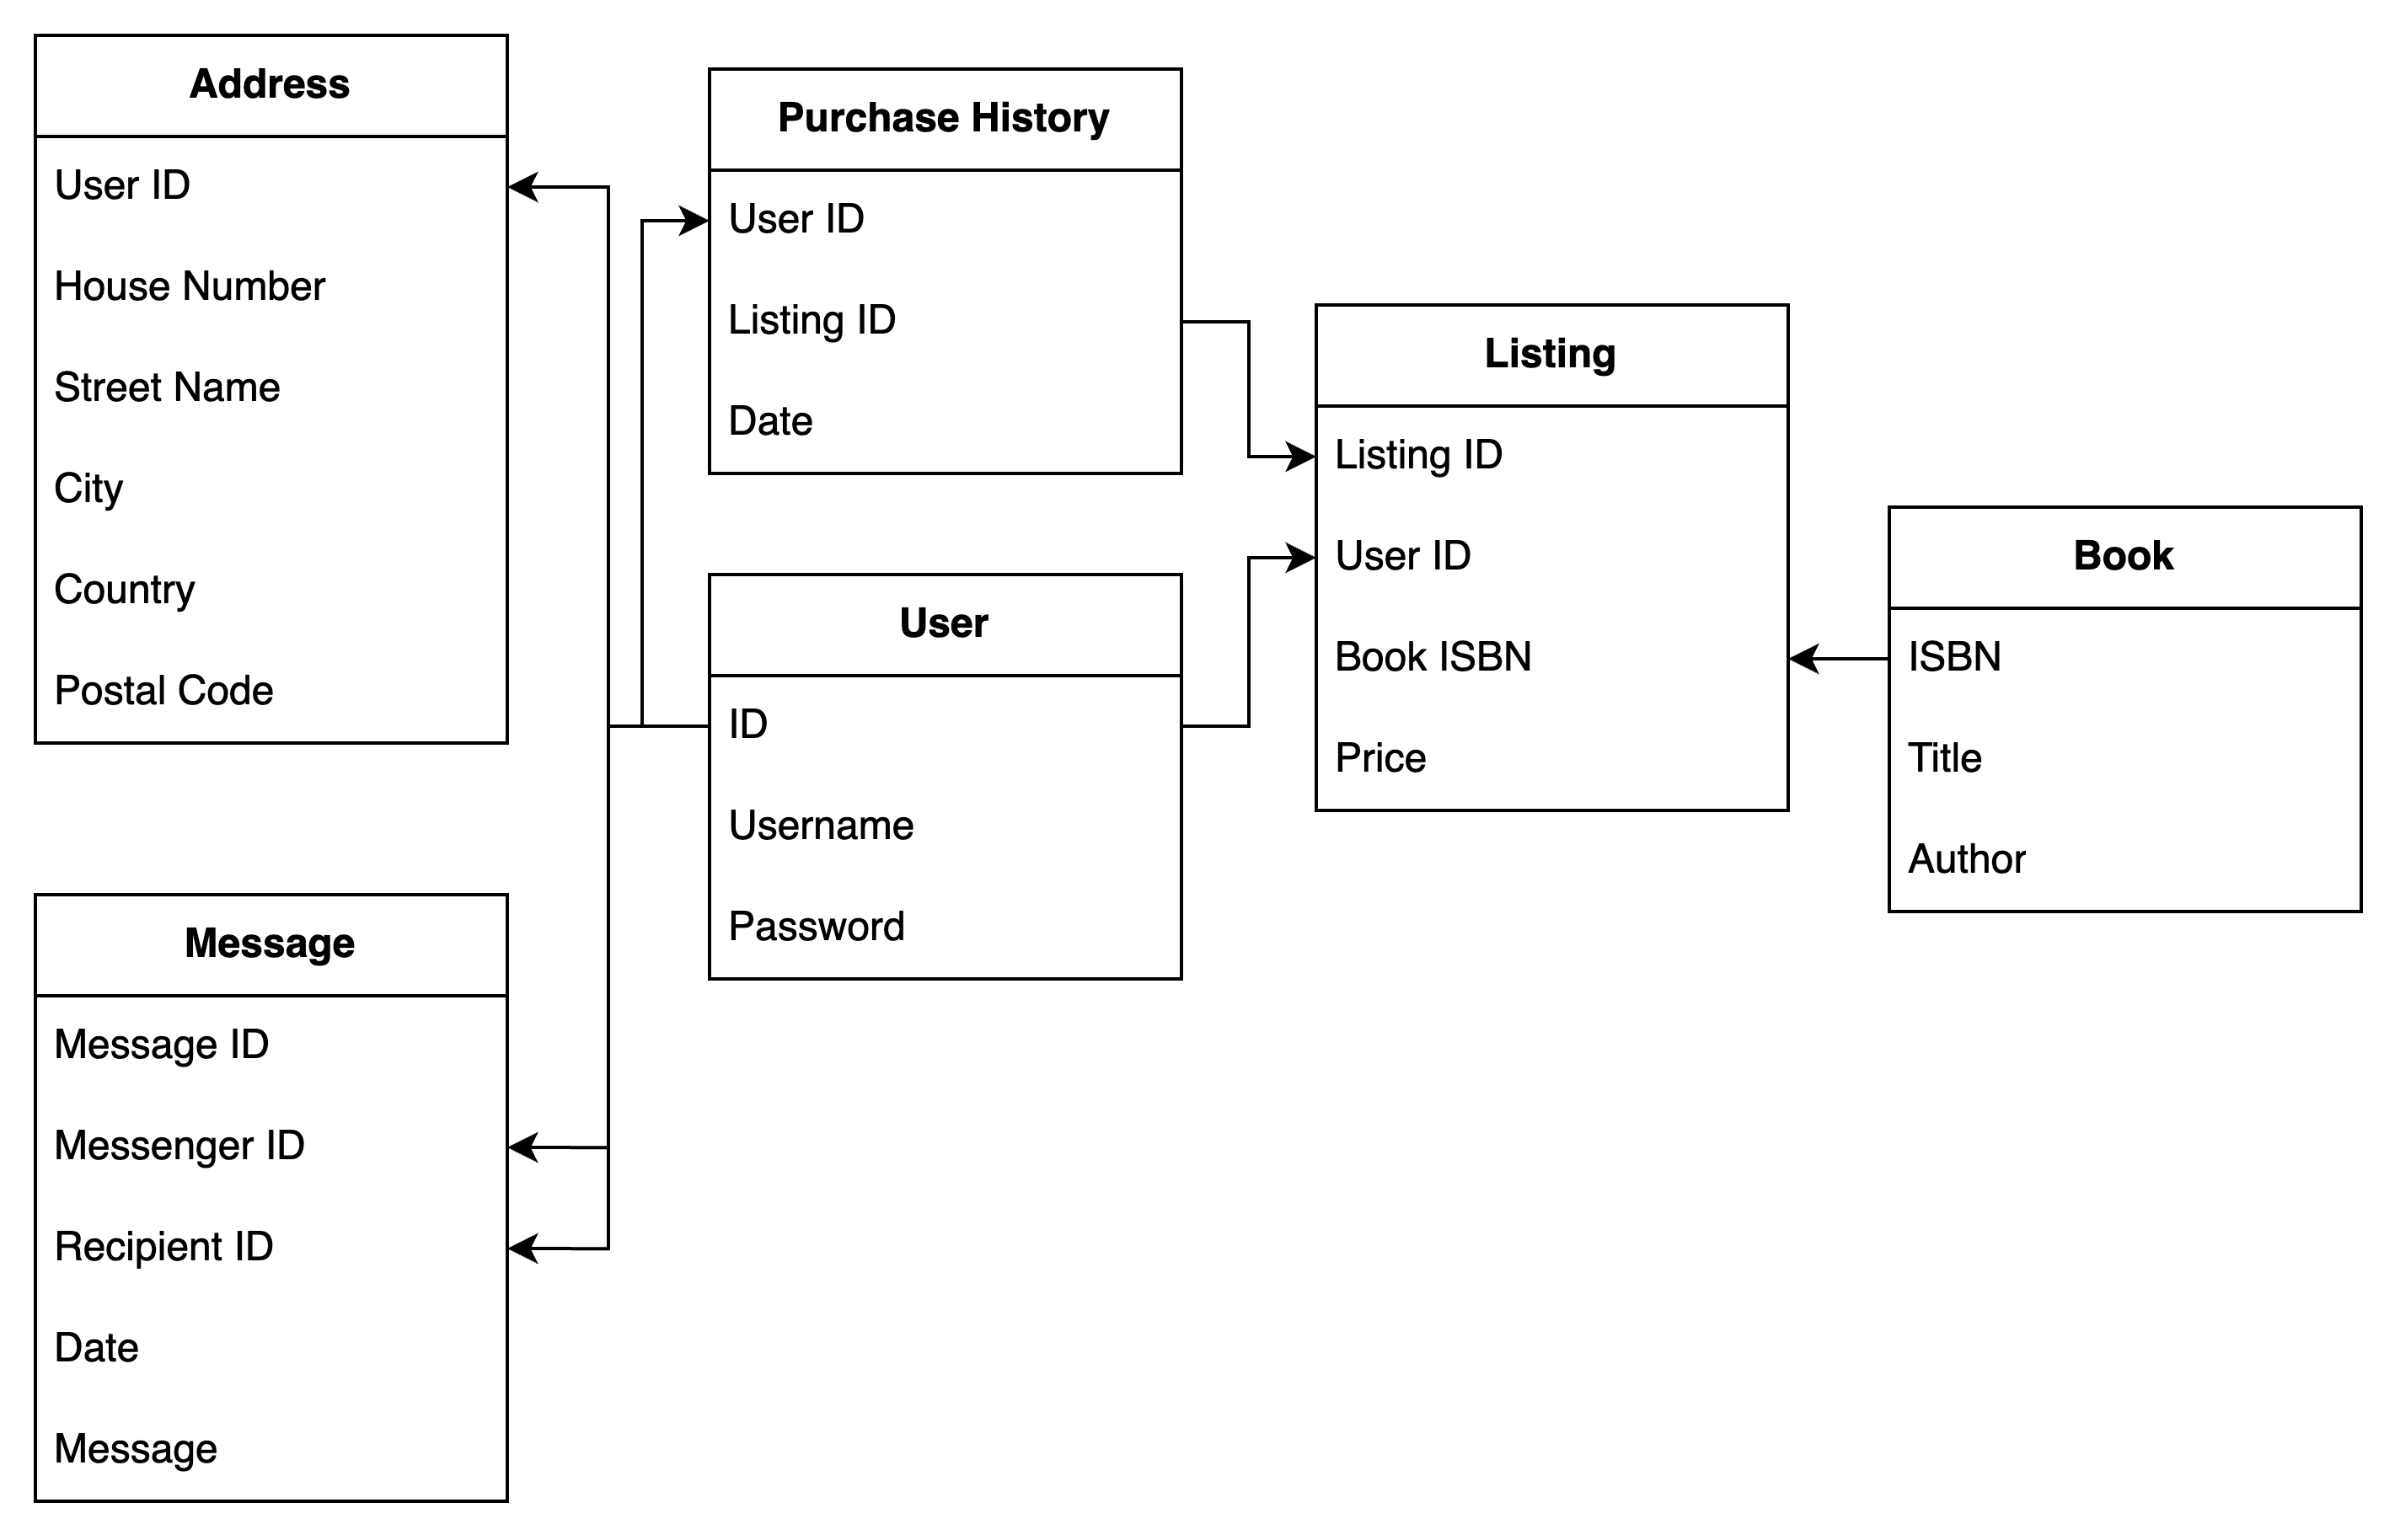 Address
User ID
House Number
Street Name
City
Country
Postal Code
Purchase History
User ID
Listing ID
Date
Listing
Listing ID
User ID
Book ISBN
Price
Book
ISBN
Title
Author
User
ID
Username
Password
Message
Message ID
Messenger ID
Recipient ID
Date
Message